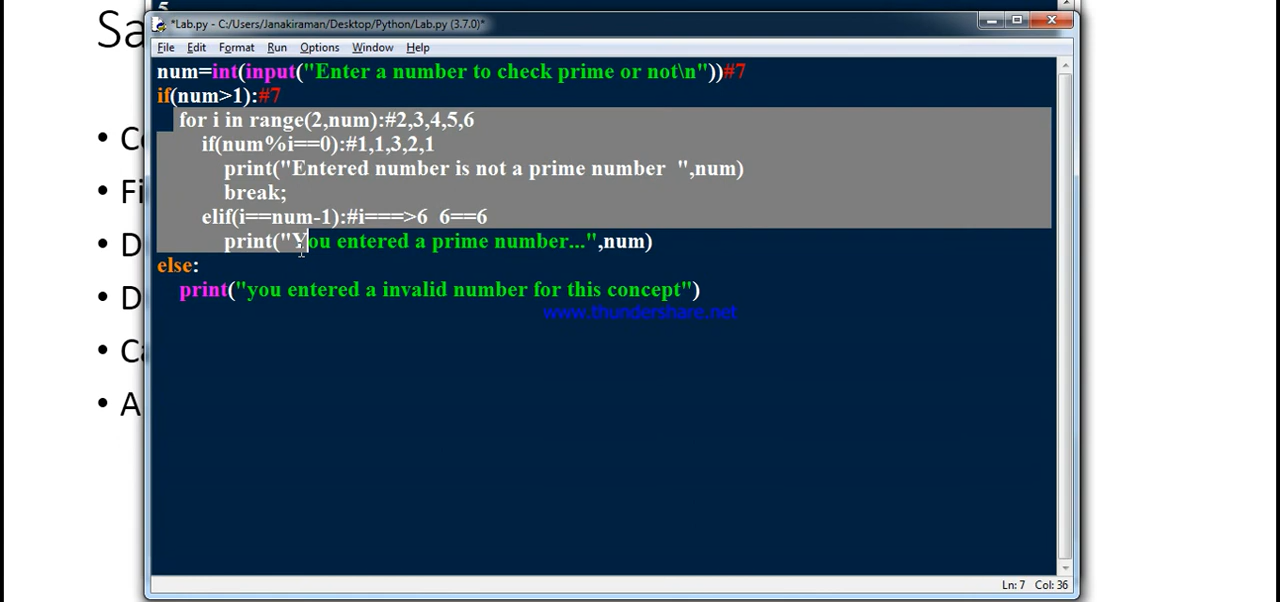 5
Sa
*Lab.py - C:/Users/Janakiraman/Desktop/Python/Lab.py (3.7.0)*
File Edit Format Run Options Window Help
num=int(input("Enter a number to check prime or not\n"))#7
if(num>1):#7
for i in range(2,num):#2,3,4,5,6
if(num%i==0):#1,1,3,2,1
print("Entered number is not a prime number  ",num)
break;
elif(i==num-1):#i===>6  6==6
print("You entered a prime number...",num)
else:
print("you entered a invalid number for this concept")
www.thundershare.net
• C
• Fi
• D
• D
• Ca
• A
Ln: 7 Col: 36